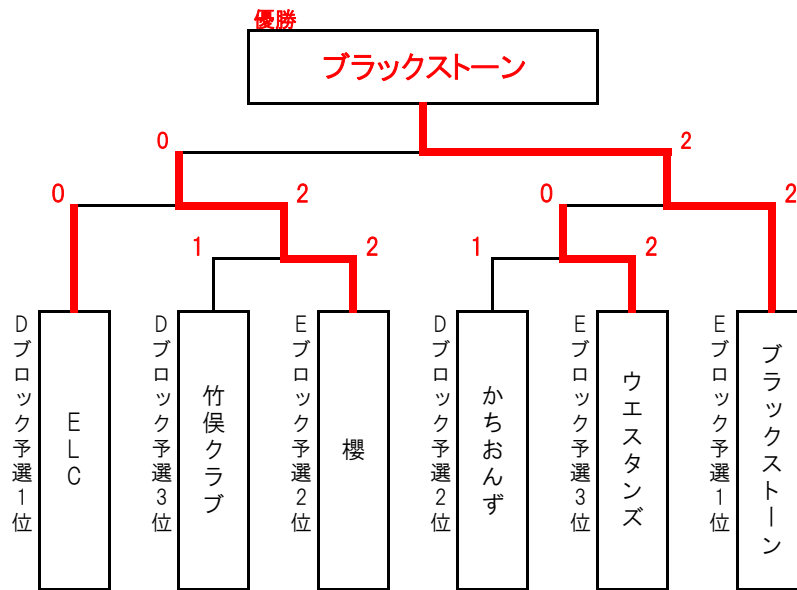 優勝
ブラックストーン
0
2
0
2
0
2
1
2
1
2
Dブロック予選1位
ELC
Dブロック予選3位
竹俣クラブ
Eブロック予選2位
櫻
Dブロック予選2位
かちおんず
Eブロック予選3位
ウエスタンズ
Eブロック予選1位
ブラックストーン